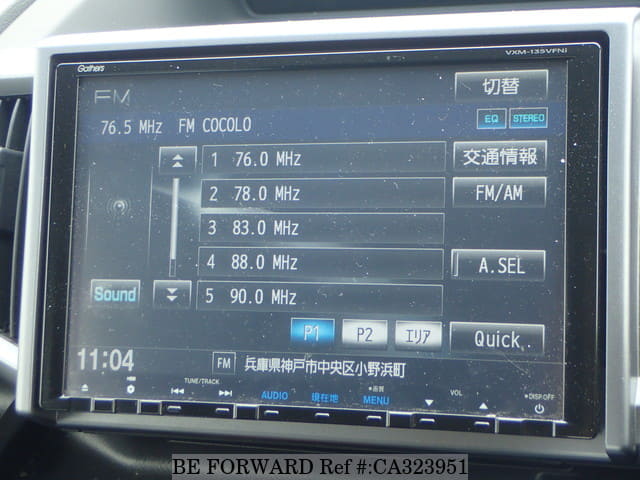 Gathers
VXM-135VFNi
FM
切替
76.5 MHz FM COCOLO
EQ STEREO
1 76.0 MHz
交通情報
2 78.0 MHz
FM/AM
3 83.0 MHz
4 88.0 MHz
A.SEL
Sound
5 90.0 MHz
P1 P2 エリア Quick
11:04 FM 兵庫県神戸市中央区小野浜町
TUNE/TRACK
AUDIO 現在地 MENU
VOL
DISP OFF
BE FORWARD Ref #:CA323951